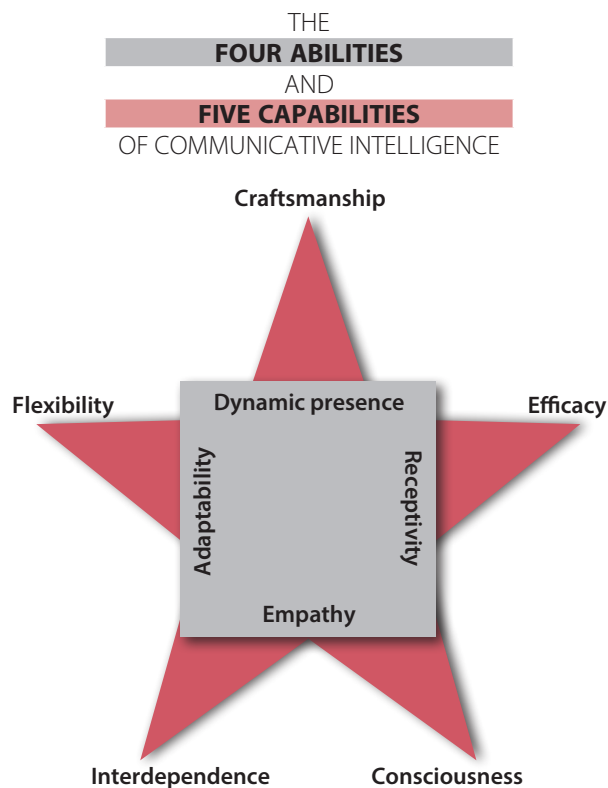 THE
FOUR ABILITIES
AND
FIVE CAPABILITIES
OF COMMUNICATIVE INTELLIGENCE
Craftsmanship
Flexibility
Efficacy
Dynamic presence
Adaptability
Receptivity
Empathy
Interdependence
Consciousness